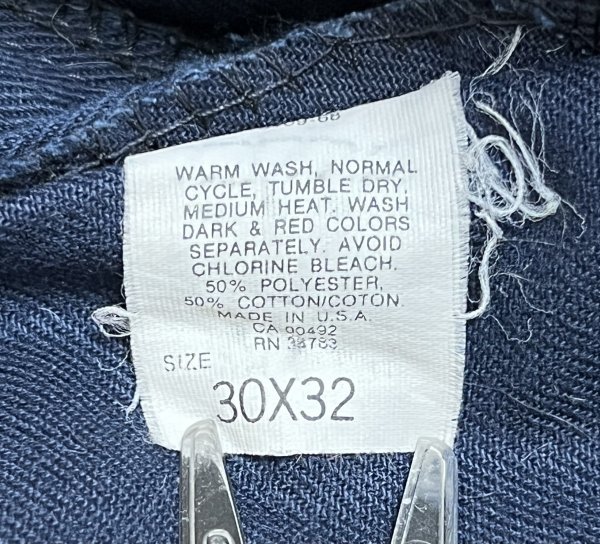 WARM WASH, NORMAL
CYCLE, TUMBLE DRY,
MEDIUM HEAT. WASH
DARK & RED COLORS
SEPARATELY. AVOID
CHLORINE BLEACH.
50% POLYESTER,
50% COTTON/COTON.
MADE IN U.S.A.
CA 00492
RN 38783
SIZE
30X32